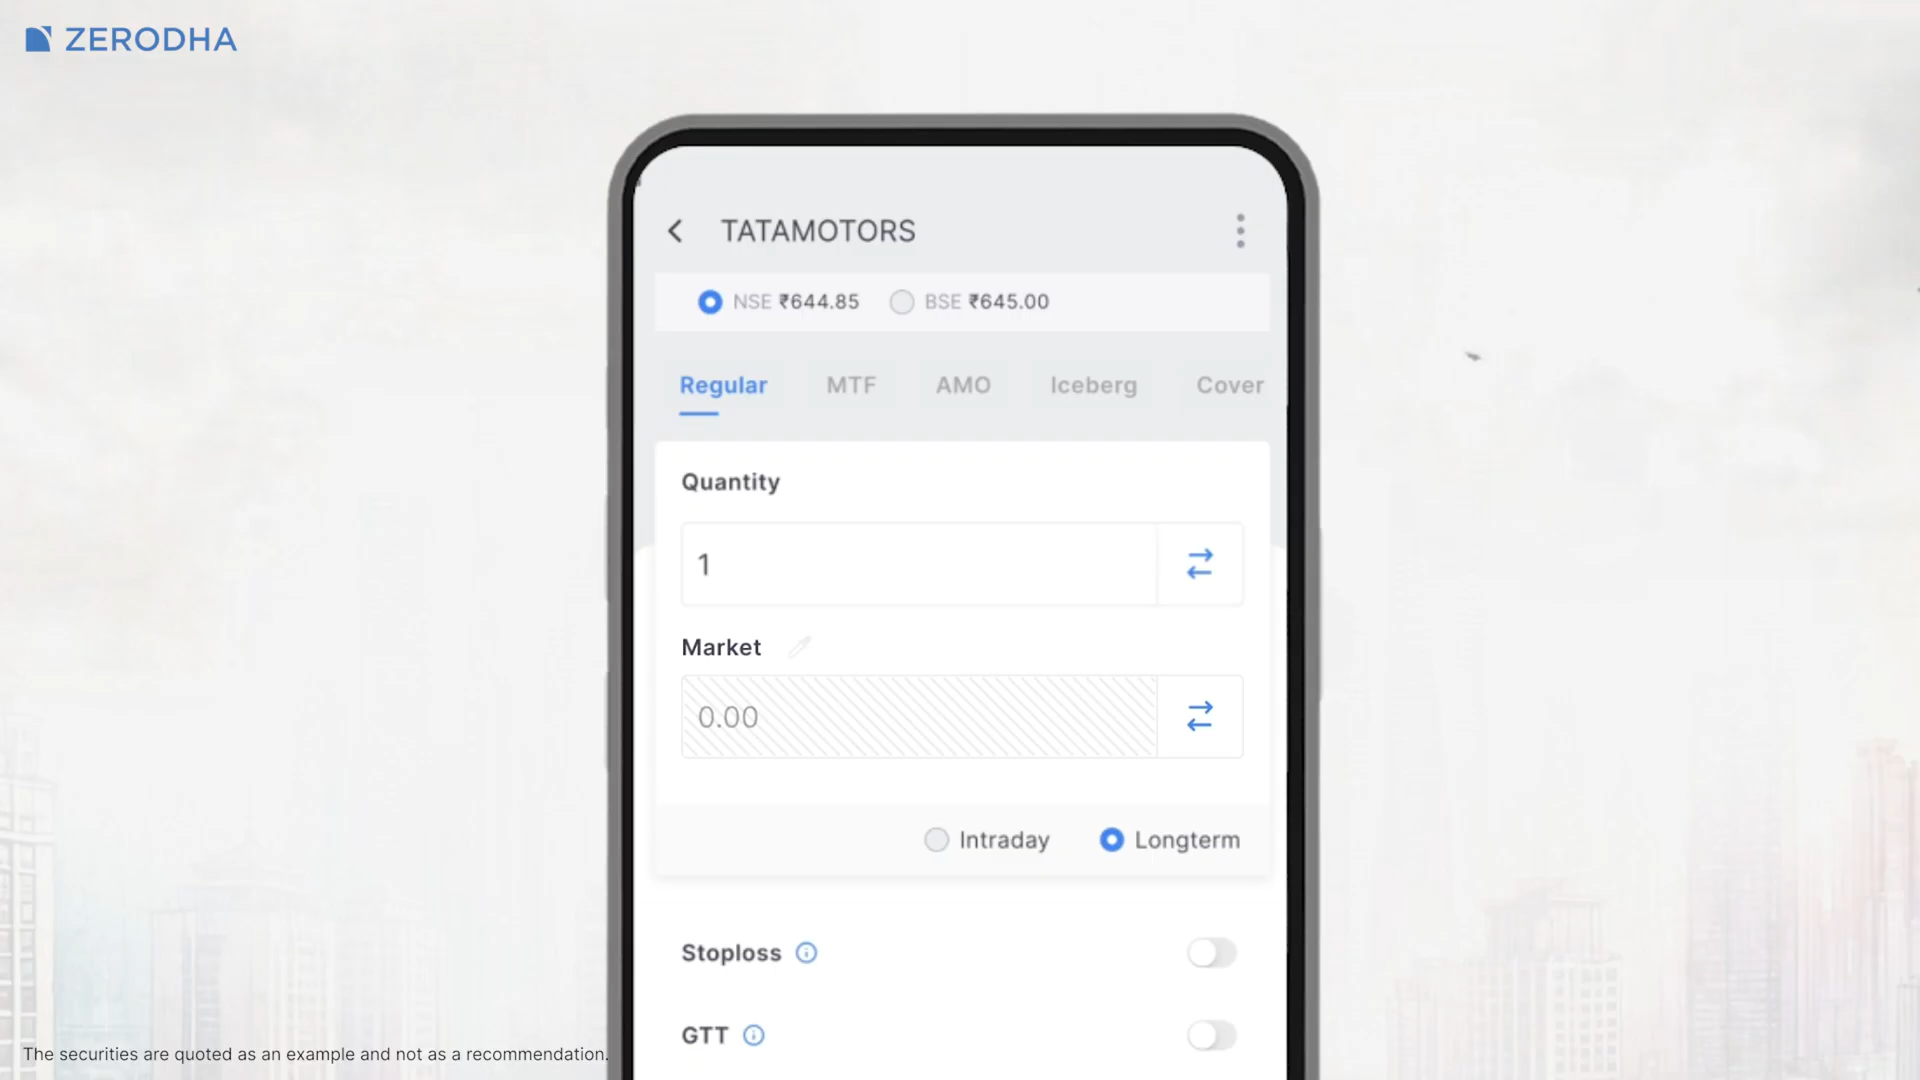 ZERODHA
TATAMOTORS
NSE ₹644.85 BSE ₹645.00
Regular MTF AMO Iceberg Cover
Quantity
1
Market
0.00
Intraday Longterm
Stoploss
GTT
The securities are quoted as an example and not as a recommendation.